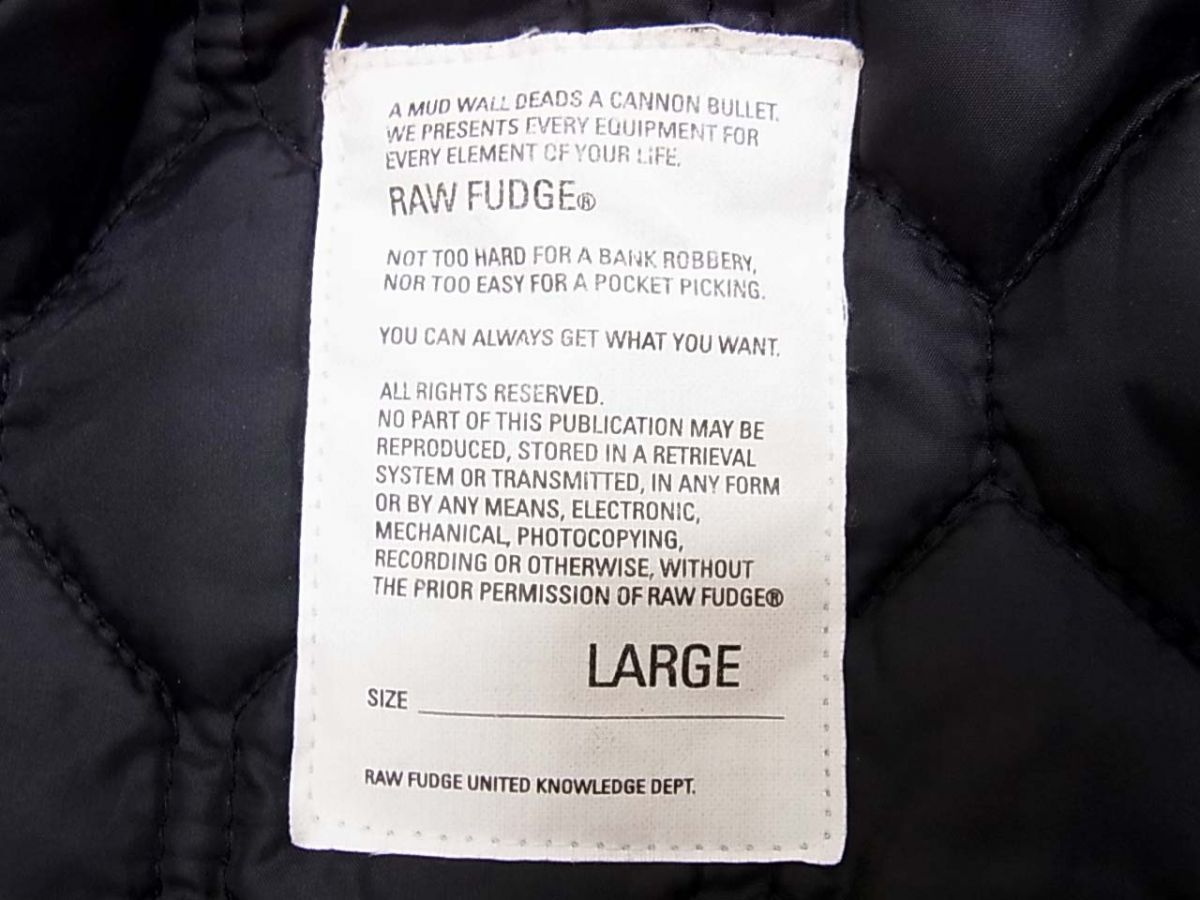 A MUD WALL DEADS A CANNON BULLET.
WE PRESENTS EVERY EQUIPMENT FOR
EVERY ELEMENT OF YOUR LIFE.
RAW FUDGE®
NOT TOO HARD FOR A BANK ROBBERY,
NOR TOO EASY FOR A POCKET PICKING.
YOU CAN ALWAYS GET WHAT YOU WANT.
ALL RIGHTS RESERVED.
NO PART OF THIS PUBLICATION MAY BE
REPRODUCED, STORED IN A RETRIEVAL
SYSTEM OR TRANSMITTED, IN ANY FORM
OR BY ANY MEANS, ELECTRONIC,
MECHANICAL, PHOTOCOPYING,
RECORDING OR OTHERWISE, WITHOUT
THE PRIOR PERMISSION OF RAW FUDGE®
LARGE
SIZE
RAW FUDGE UNITED KNOWLEDGE DEPT.